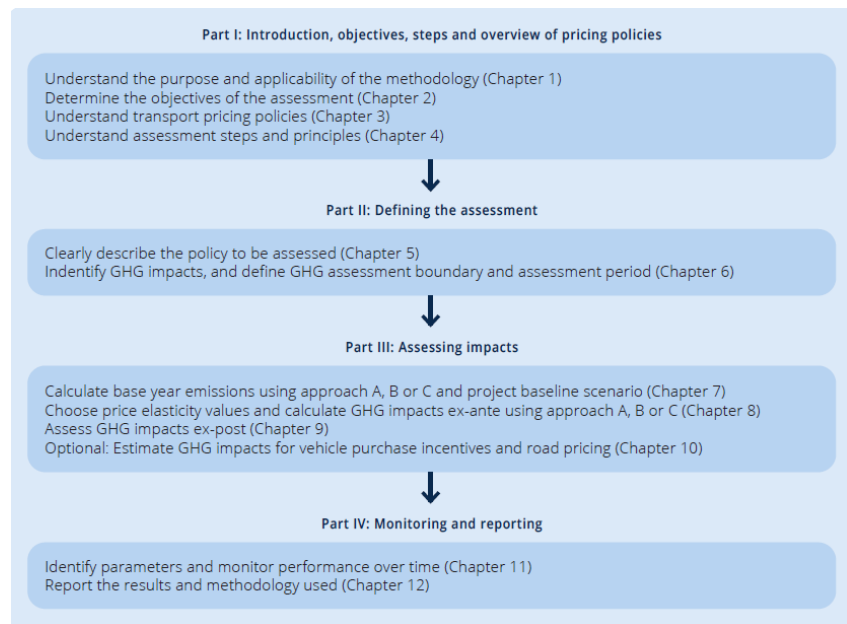 Part I: Introduction, objectives, steps and overview of pricing policies
Understand the purpose and applicability of the methodology (Chapter 1)
Determine the objectives of the assessment (Chapter 2)
Understand transport pricing policies (Chapter 3)
Understand assessment steps and principles (Chapter 4)
Part II: Defining the assessment
Clearly describe the policy to be assessed (Chapter 5)
Indentify GHG impacts, and define GHG assessment boundary and assessment period (Chapter 6)
Part III: Assessing impacts
Calculate base year emissions using approach A, B or C and project baseline scenario (Chapter 7)
Choose price elasticity values and calculate GHG impacts ex-ante using approach A, B or C (Chapter 8)
Assess GHG impacts ex-post (Chapter 9)
Optional: Estimate GHG impacts for vehicle purchase incentives and road pricing (Chapter 10)
Part IV: Monitoring and reporting
Identify parameters and monitor performance over time (Chapter 11)
Report the results and methodology used (Chapter 12)